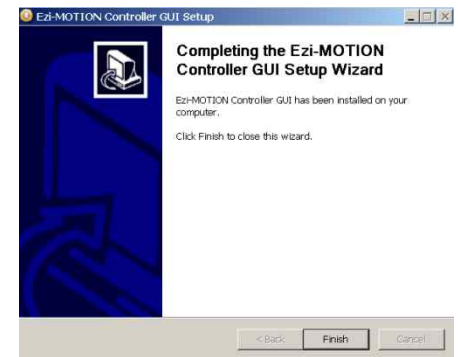 Ezi-MOTION Controller GUI Setup
Completing the Ezi-MOTION
Controller GUI Setup Wizard
Ezi-MOTION Controller GUI has been installed on your
computer.
Click Finish to close this wizard.
< Back Finish Cancel